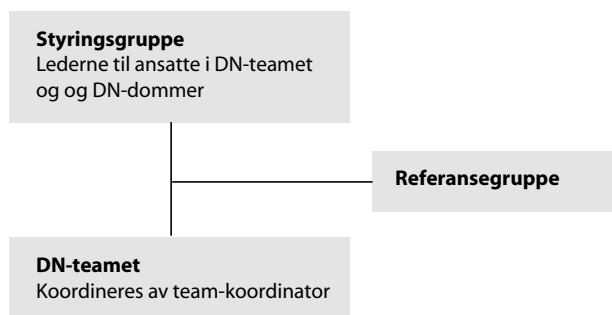 Styringsgruppe
Lederne til ansatte i DN-teamet
og og DN-dommer
Referansegruppe
DN-teamet
Koordineres av team-koordinator